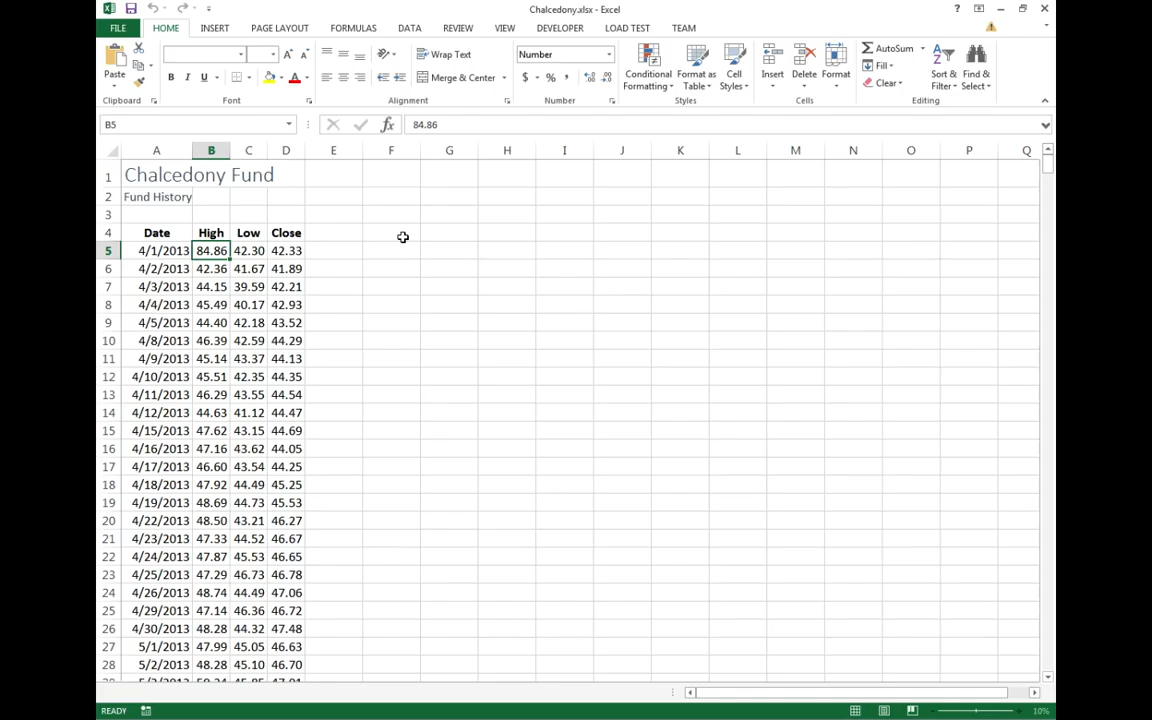 Chalcedony.xlsx - Excel
?
FILE HOME INSERT PAGE LAYOUT FORMULAS DATA REVIEW VIEW DEVELOPER LOAD TEST TEAM
Paste
B I U
A A
A
Wrap Text
Merge & Center
Number
$ % ,
Conditional Formatting
Format as Table
Cell Styles
Insert
Delete
Format
AutoSum
Fill
Clear
Sort & Filter
Find & Select
Clipboard Font Alignment Number Styles Cells Editing
B5 fx 84.86
A B C D E F G H I J K L M N O P Q
1 Chalcedony Fund
2 Fund History
3
4 Date High Low Close
5 4/1/2013 84.86 42.30 42.33
6 4/2/2013 42.36 41.67 41.89
7 4/3/2013 44.15 39.59 42.21
8 4/4/2013 45.49 40.17 42.93
9 4/5/2013 44.40 42.18 43.52
10 4/8/2013 46.39 42.59 44.29
11 4/9/2013 45.14 43.37 44.13
12 4/10/2013 45.51 42.35 44.35
13 4/11/2013 46.29 43.55 44.54
14 4/12/2013 44.63 41.12 44.47
15 4/15/2013 47.62 43.15 44.69
16 4/16/2013 47.16 43.62 44.05
17 4/17/2013 46.60 43.54 44.25
18 4/18/2013 47.92 44.49 45.25
19 4/19/2013 48.69 44.73 45.53
20 4/22/2013 48.50 43.21 46.27
21 4/23/2013 47.33 44.52 46.67
22 4/24/2013 47.87 45.53 46.65
23 4/25/2013 47.29 46.73 46.78
24 4/26/2013 48.74 44.49 47.06
25 4/29/2013 47.14 46.36 46.72
26 4/30/2013 48.28 44.32 47.48
27 5/1/2013 47.99 45.05 46.63
28 5/2/2013 48.28 45.10 46.70
READY
10%